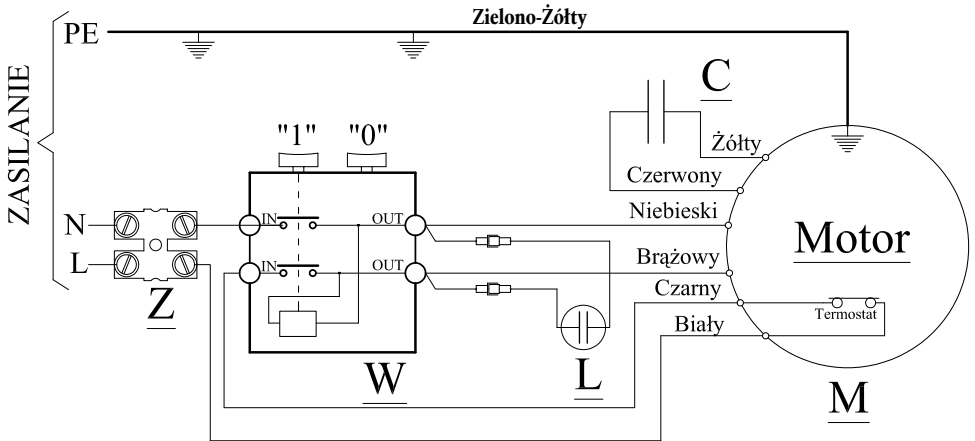 Zielono-Żółty
PE
ZASILANIE
C
"1" "0"
Żółty
Czerwony
IN OUT
N
Niebieski
Motor
L
IN OUT
Brążowy
Czarny
Termostat
Z
Biały
W
L
M